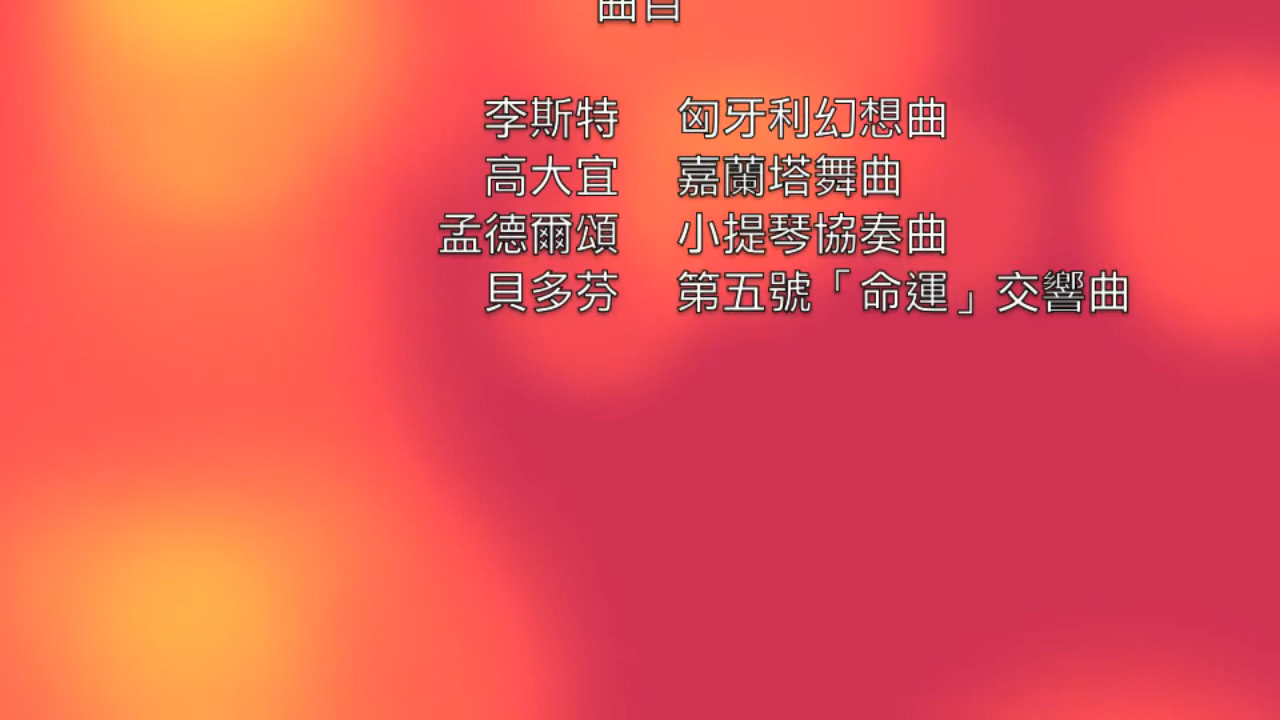 曲目
李斯特 匈牙利幻想曲
高大宜 嘉蘭塔舞曲
孟德爾頌 小提琴協奏曲
貝多芬 第五號「命運」交響曲